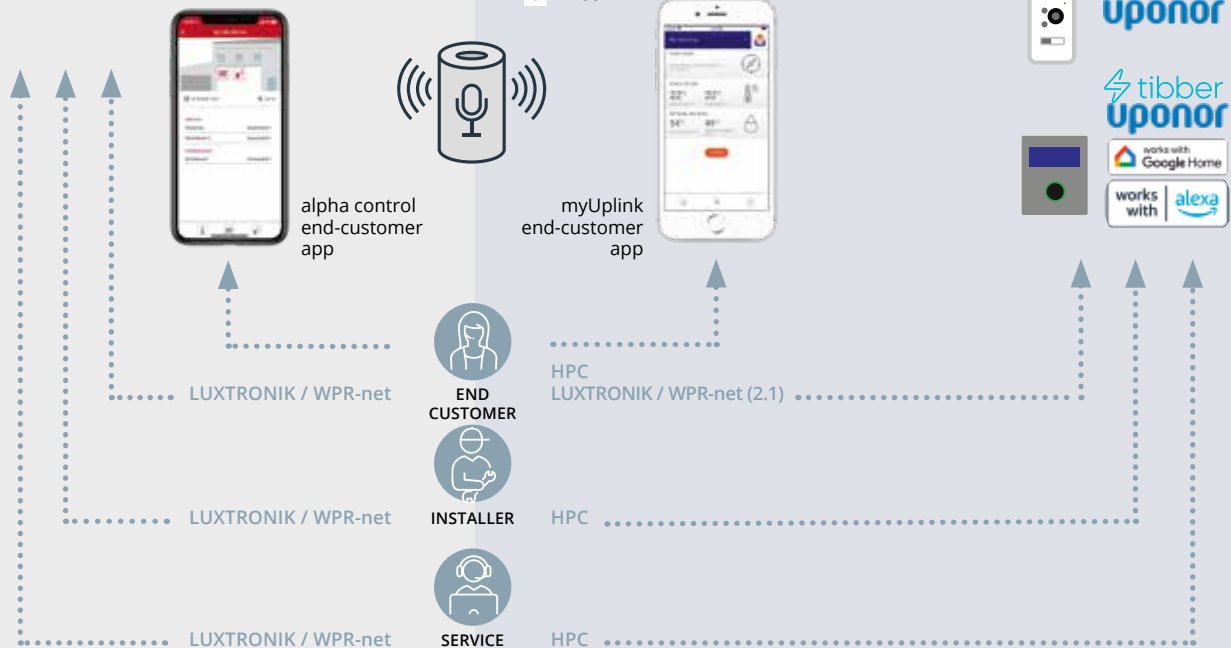 uponor
tibber
uponor
works with
Google Home
works
with
alexa
alpha control
end-customer
app
myUplink
end-customer
app
LUXTRONIK / WPR-net
END
CUSTOMER
HPC
LUXTRONIK / WPR-net (2.1)
LUXTRONIK / WPR-net
INSTALLER
HPC
LUXTRONIK / WPR-net
SERVICE
HPC